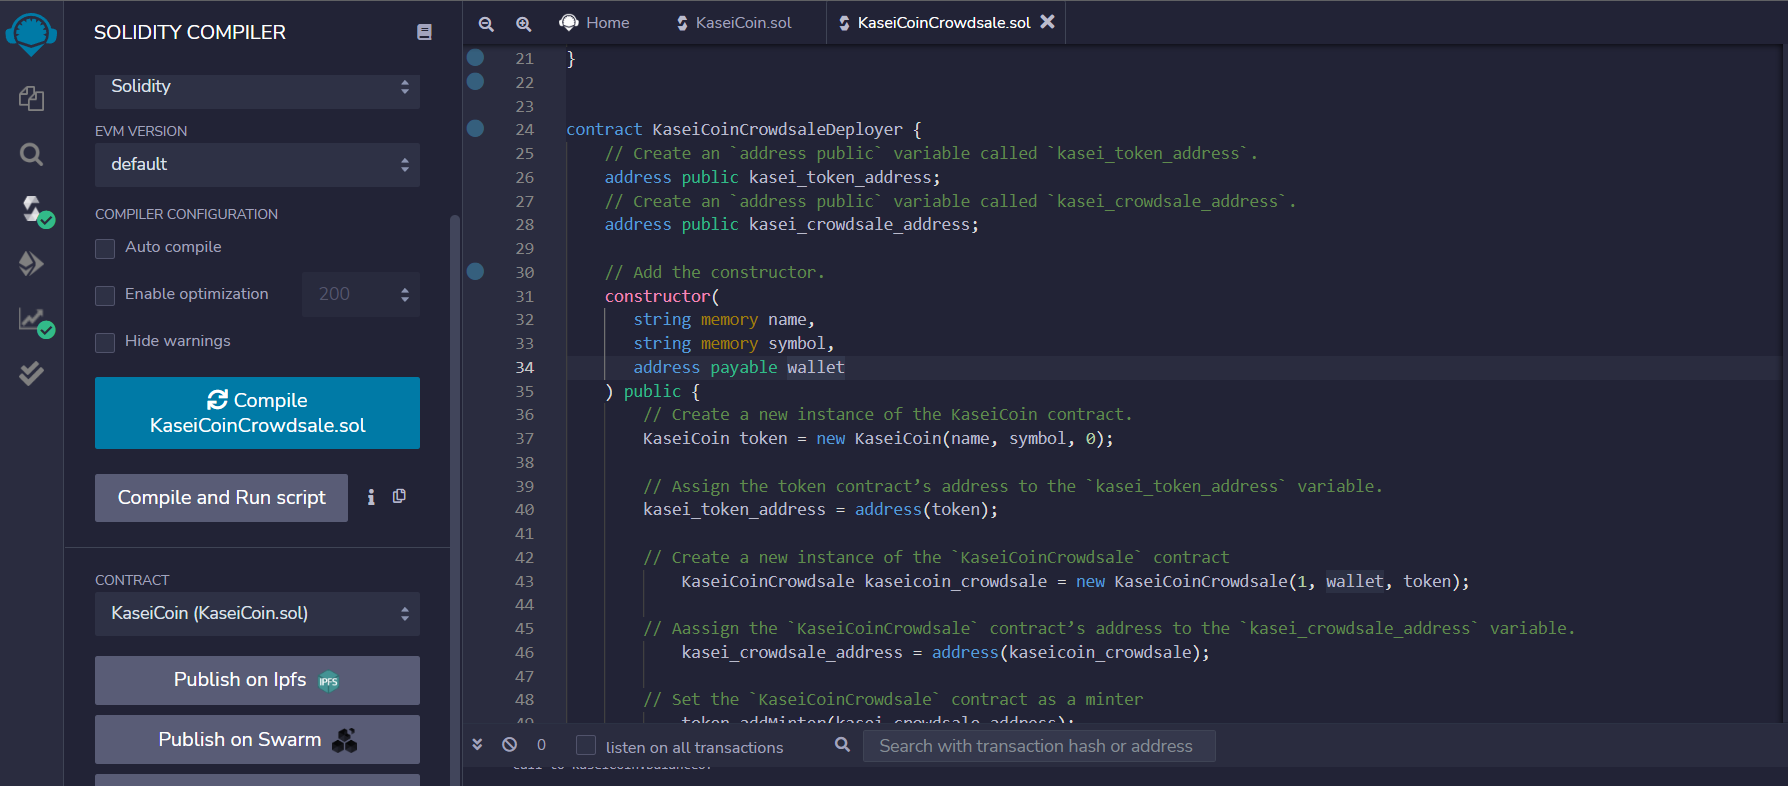 SOLIDITY COMPILER
Solidity
EVM VERSION
default
COMPILER CONFIGURATION
Auto compile
Enable optimization
200
Hide warnings
Compile
KaseiCoinCrowdsale.sol
Compile and Run script
CONTRACT
KaseiCoin (KaseiCoin.sol)
Publish on Ipfs
IPFS
Publish on Swarm
Home
KaseiCoin.sol
KaseiCoinCrowdsale.sol
21 }
22
23
24 contract KaseiCoinCrowdsaleDeployer {
25 // Create an `address public` variable called `kasei_token_address`.
26 address public kasei_token_address;
27 // Create an `address public` variable called `kasei_crowdsale_address`.
28 address public kasei_crowdsale_address;
29
30 // Add the constructor.
31 constructor(
32 string memory name,
33 string memory symbol,
34 address payable wallet
35 ) public {
36 // Create a new instance of the KaseiCoin contract.
37 KaseiCoin token = new KaseiCoin(name, symbol, 0);
38
39 // Assign the token contract’s address to the `kasei_token_address` variable.
40 kasei_token_address = address(token);
41
42 // Create a new instance of the `KaseiCoinCrowdsale` contract
43 KaseiCoinCrowdsale kaseicoin_crowdsale = new KaseiCoinCrowdsale(1, wallet, token);
44
45 // Aassign the `KaseiCoinCrowdsale` contract’s address to the `kasei_crowdsale_address` variable.
46 kasei_crowdsale_address = address(kaseicoin_crowdsale);
47
48 // Set the `KaseiCoinCrowdsale` contract as a minter
49 token.addMinter(kasei_crowdsale_address);
0
listen on all transactions
Search with transaction hash or address